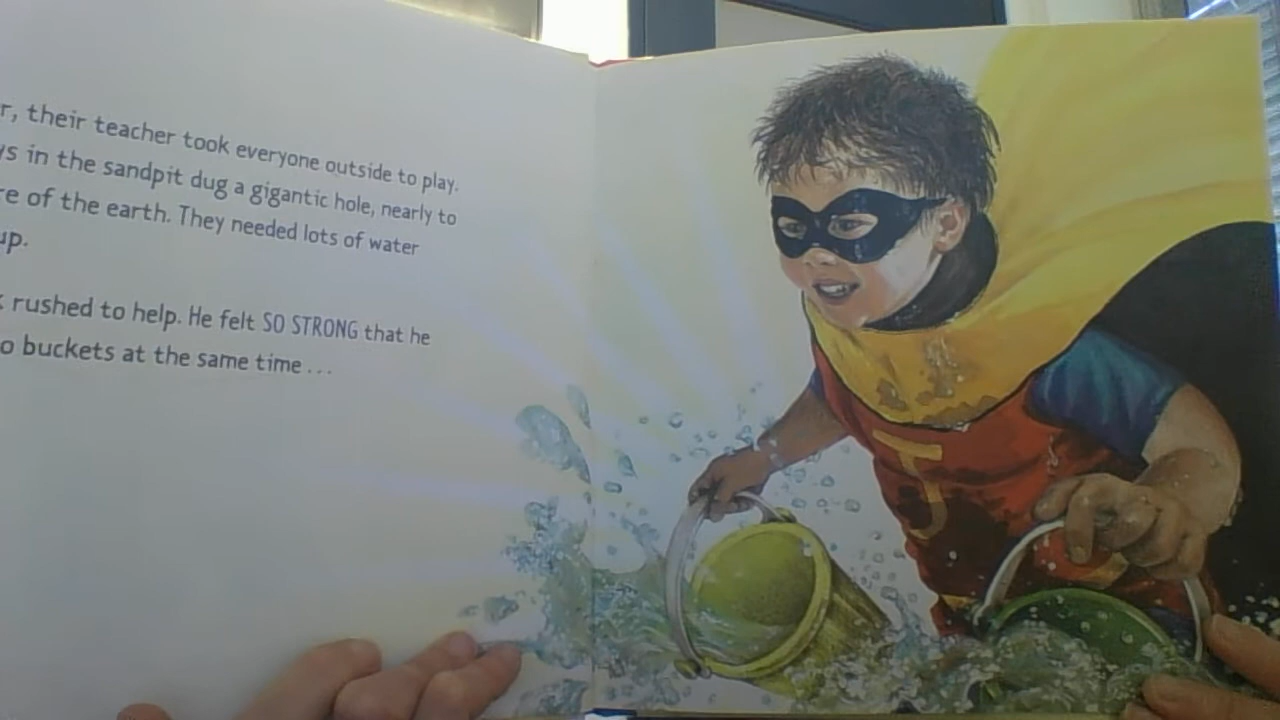 their teacher took everyone outside to play.
in the sandpit dug a gigantic hole, nearly to
of the earth. They needed lots of water
up.
rushed to help. He felt SO STRONG that he
buckets at the same time ...
J